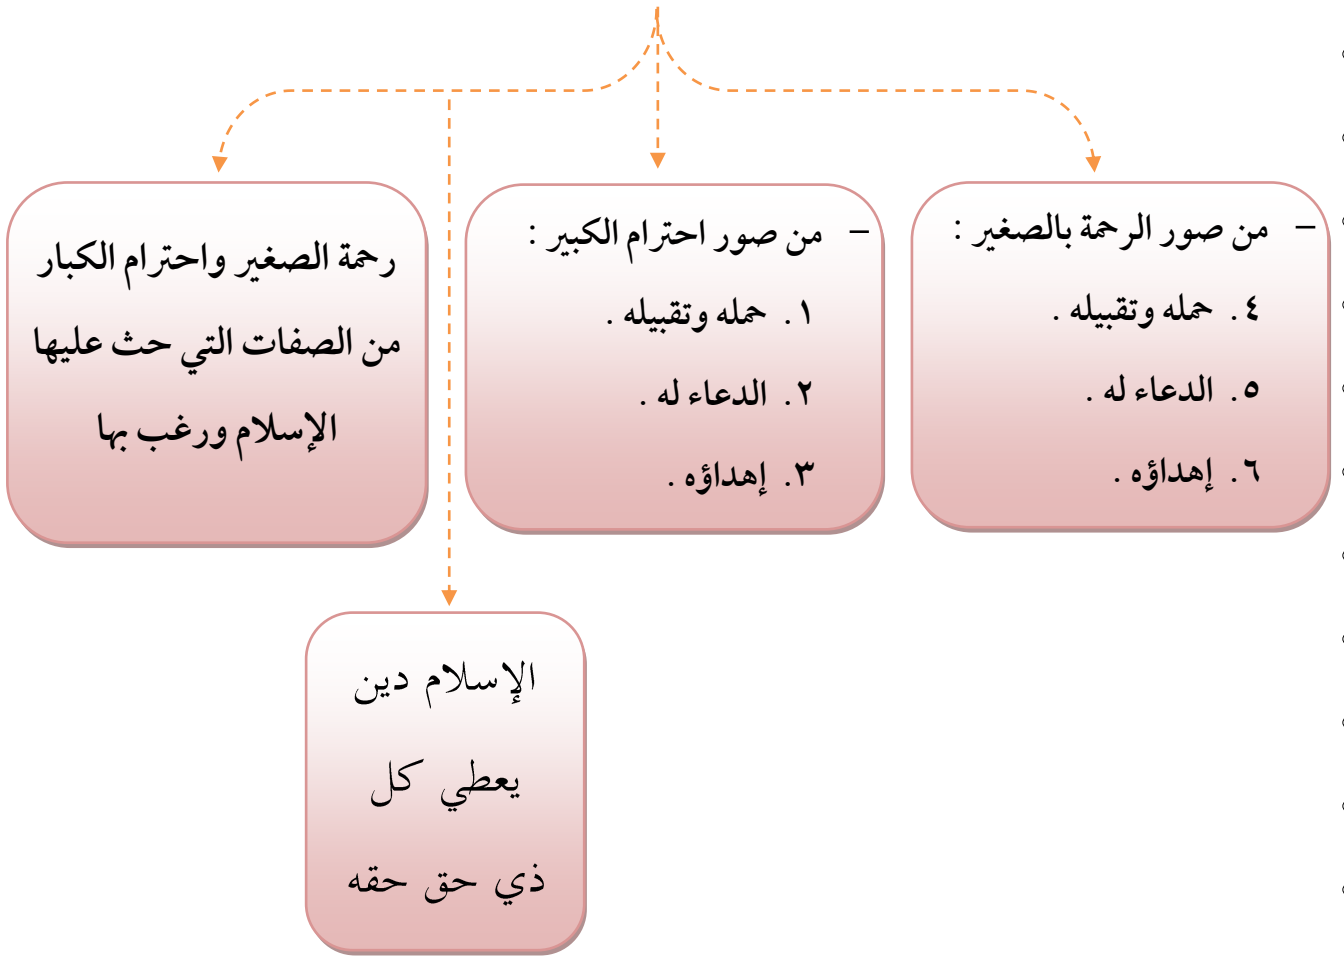 – من صور الرحمة بالصغير :
٤. حمله وتقبيله .
٥. الدعاء له .
٦. إهداؤه .
– من صور احترام الكبير :
١. حمله وتقبيله .
٢. الدعاء له .
٣. إهداؤه .
رحمة الصغير واحترام الكبار
من الصفات التي حث عليها
الإسلام ورغب بها
الإسلام دين
يعطي كل
ذي حق حقه